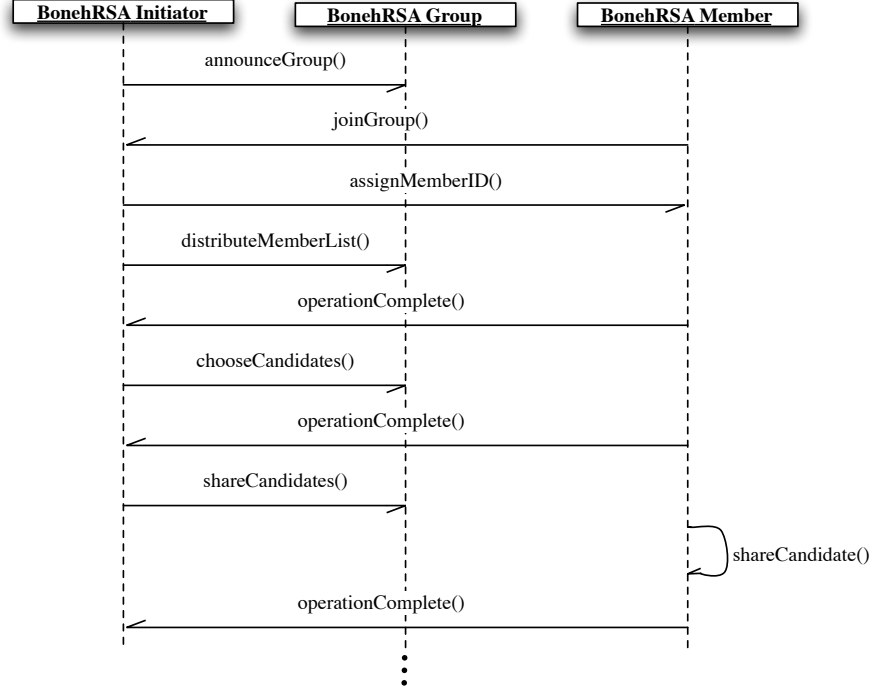 BonehRSA Initiator
BonehRSA Group
BonehRSA Member
announceGroup()
joinGroup()
assignMemberID()
distributeMemberList()
operationComplete()
chooseCandidates()
operationComplete()
shareCandidates()
shareCandidate()
operationComplete()